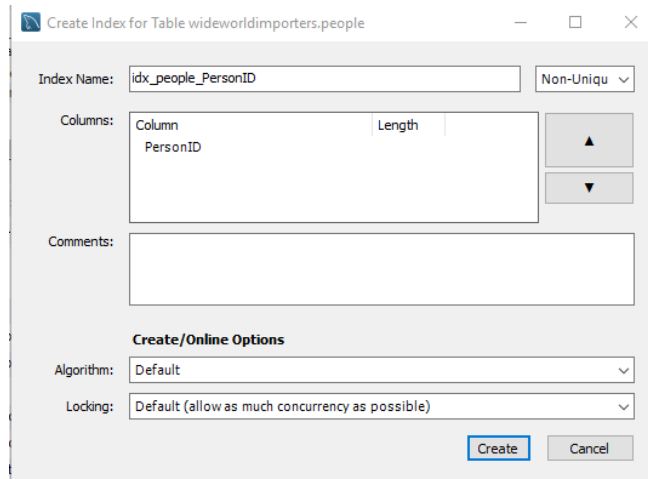 Create Index for Table wideworldimporters.people
Index Name: idx_people_PersonID Non-Uniqu
Columns: Column Length
PersonID
Comments:
Create/Online Options
Algorithm: Default
Locking: Default (allow as much concurrency as possible)
Create Cancel